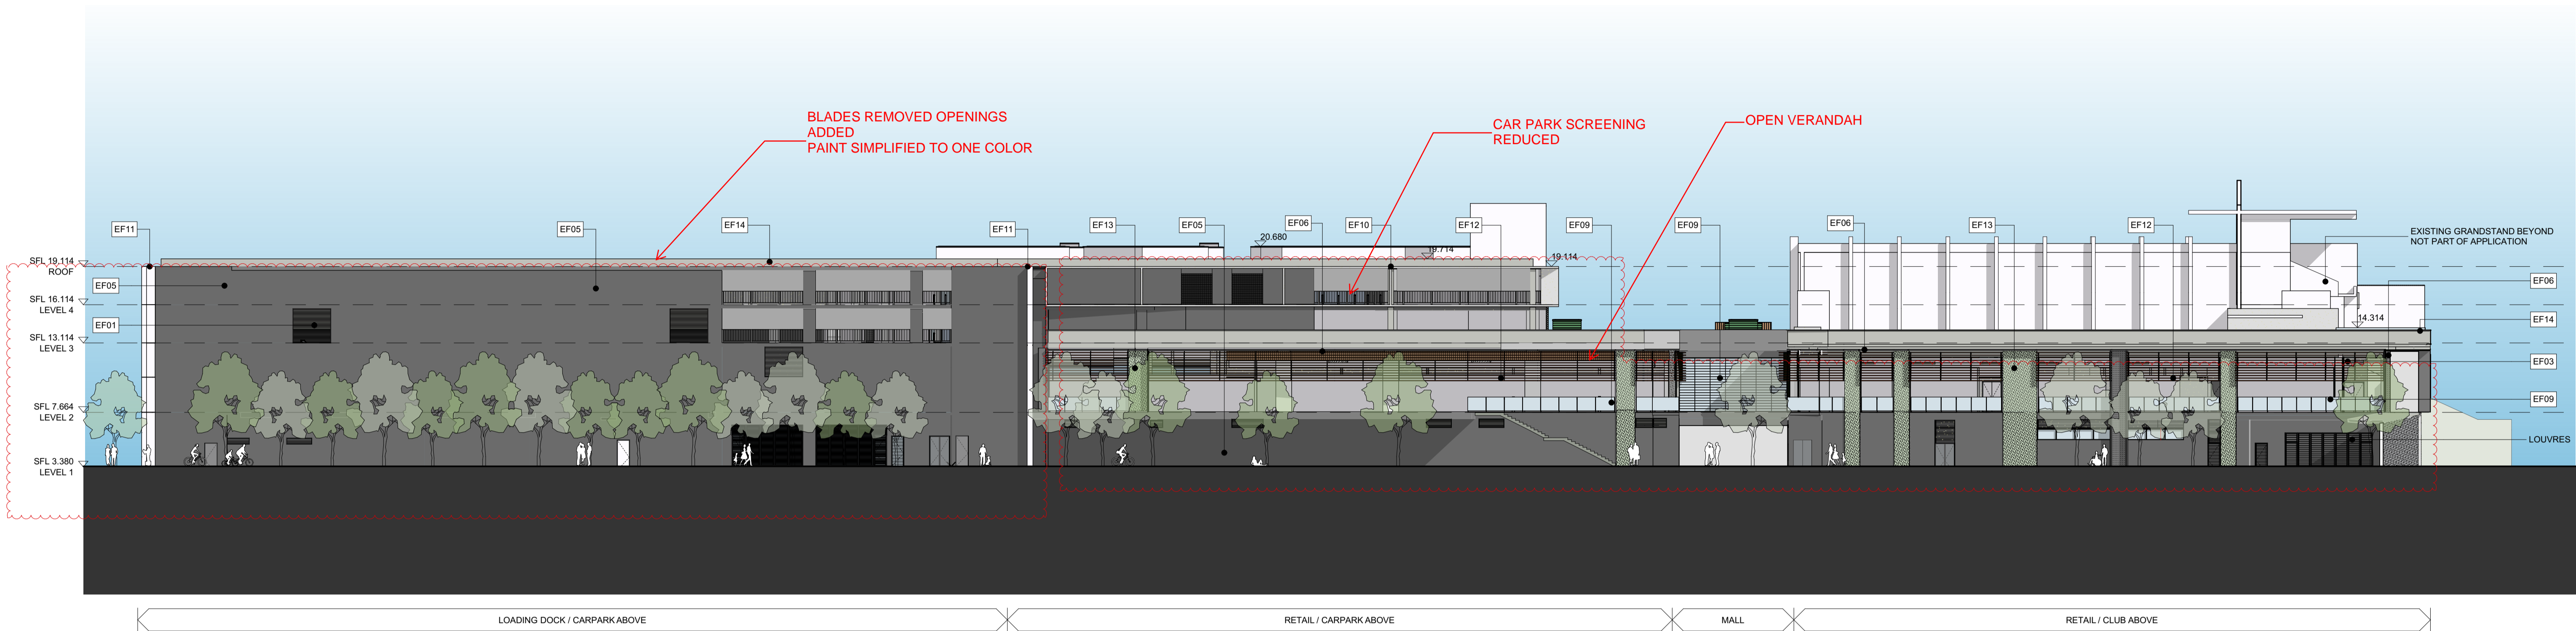 BLADES REMOVED OPENINGS
ADDED
PAINT SIMPLIFIED TO ONE COLOR
CAR PARK SCREENING
REDUCED
OPEN VERANDAH
EF11
EF05
EF14
EF11
EF13
EF05
EF06
EF10
EF12
EF09
EF09
EF06
EF13
EF12
EXISTING GRANDSTAND BEYOND
NOT PART OF APPLICATION
20.680
19.714
19.114
14.314
SFL 19.114
ROOF
EF05
SFL 16.114
LEVEL 4
EF01
SFL 13.114
LEVEL 3
SFL 7.664
LEVEL 2
SFL 3.380
LEVEL 1
EF06
EF14
EF03
EF09
LOUVRES
LOADING DOCK / CARPARK ABOVE
RETAIL / CARPARK ABOVE
MALL
RETAIL / CLUB ABOVE